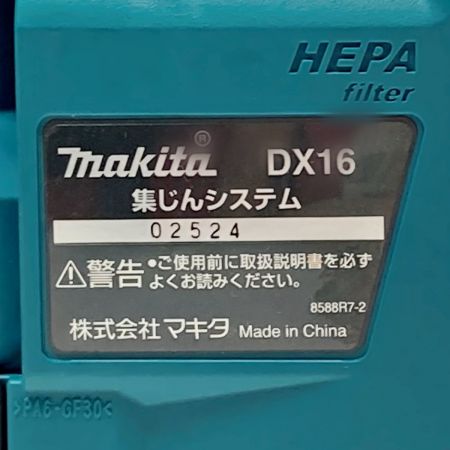 HEPA
filter
makita® DX16
集じんシステム
02524
⚠警告 •ご使用前に取扱説明書を必ず
よくお読みください。
8588R7-2
株式会社マキタ Made in China
>PA6-GF30<